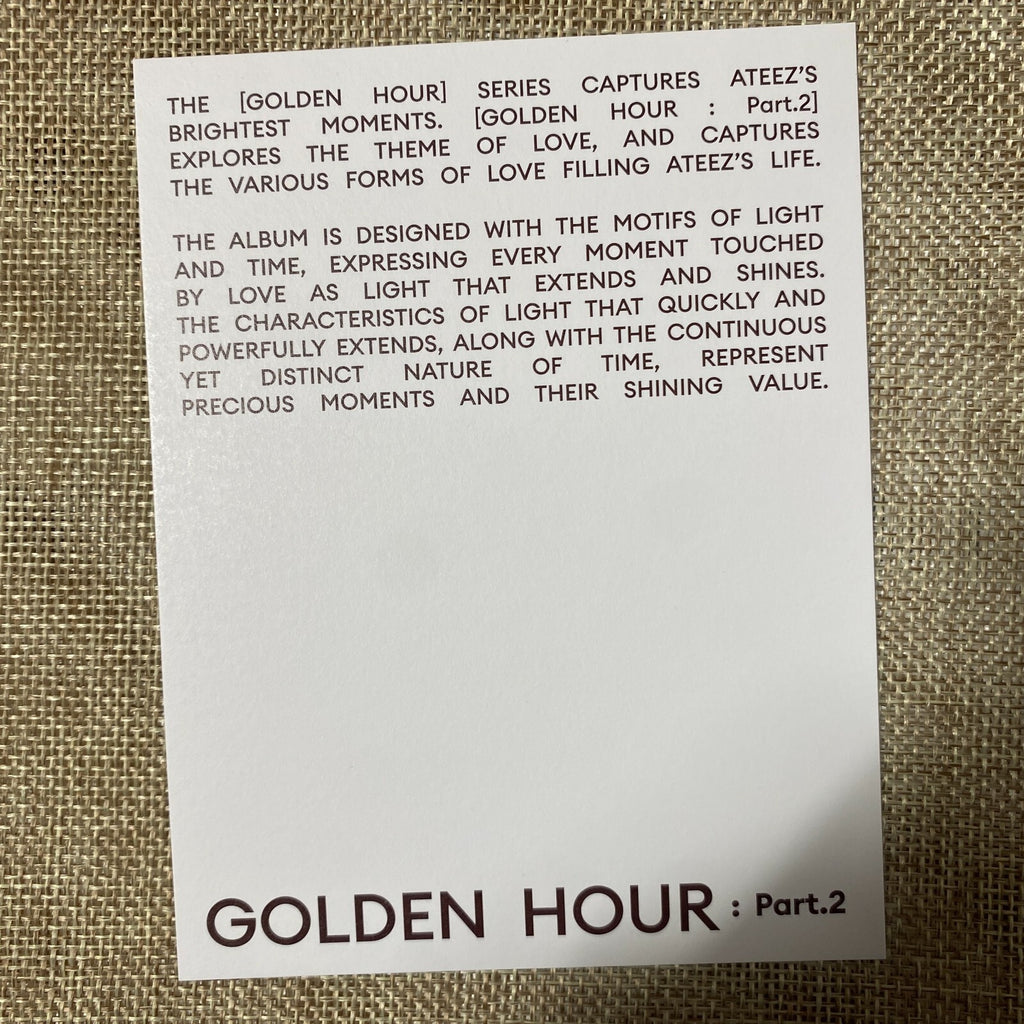 THE [GOLDEN HOUR] SERIES CAPTURES ATEEZ'S
BRIGHTEST MOMENTS. [GOLDEN HOUR : Part.2]
EXPLORES THE THEME OF LOVE, AND CAPTURES
THE VARIOUS FORMS OF LOVE FILLING ATEEZ'S LIFE.
THE ALBUM IS DESIGNED WITH THE MOTIFS OF LIGHT
AND TIME, EXPRESSING EVERY MOMENT TOUCHED
BY LOVE AS LIGHT THAT EXTENDS AND SHINES.
THE CHARACTERISTICS OF LIGHT THAT QUICKLY AND
POWERFULLY EXTENDS, ALONG WITH THE CONTINUOUS
YET DISTINCT NATURE OF TIME, REPRESENT
PRECIOUS MOMENTS AND THEIR SHINING VALUE.
GOLDEN HOUR : Part.2